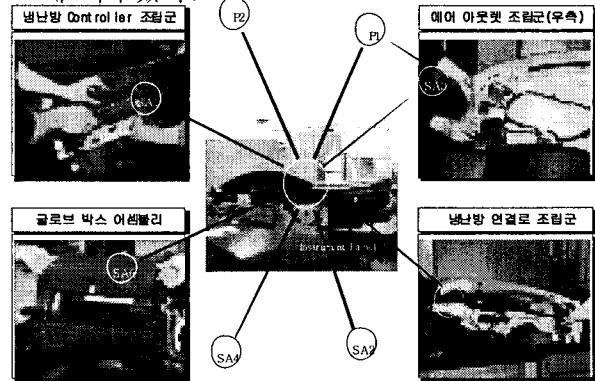 냉난방 Controller 조립군
P2
P1
에어 아웃렛 조립군(우측)
Instrument Panel
글로브 박스 어셈블리
냉난방 연결로 조립군
SA4
SA2